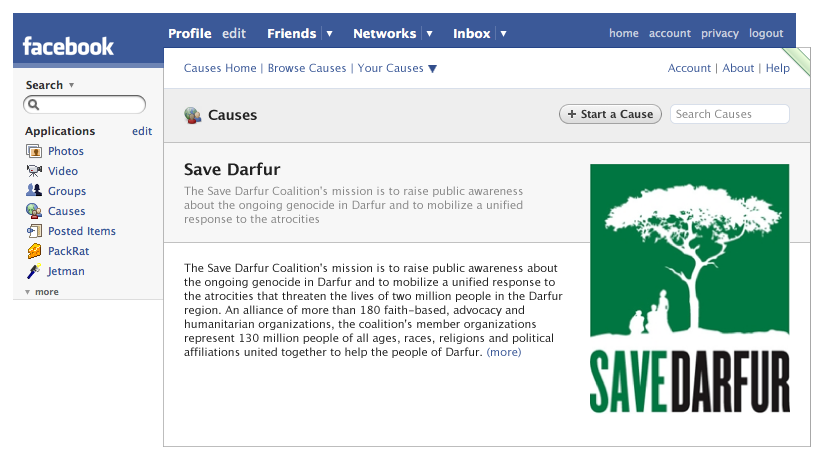 facebook
Profile edit Friends Networks Inbox home account privacy logout
Search
Applications edit
Photos
Video
Groups
Causes
Posted Items
PackRat
Jetman
more
Causes Home | Browse Causes | Your Causes Account | About | Help
Causes + Start a Cause Search Causes
Save Darfur
The Save Darfur Coalition's mission is to raise public awareness
about the ongoing genocide in Darfur and to mobilize a unified
response to the atrocities
The Save Darfur Coalition's mission is to raise public awareness about
the ongoing genocide in Darfur and to mobilize a unified response to
the atrocities that threaten the lives of two million people in the Darfur
region. An alliance of more than 180 faith-based, advocacy and
humanitarian organizations, the coalition's member organizations
represent 130 million people of all ages, races, religions and political
affiliations united together to help the people of Darfur. (more)
SAVEDARFUR